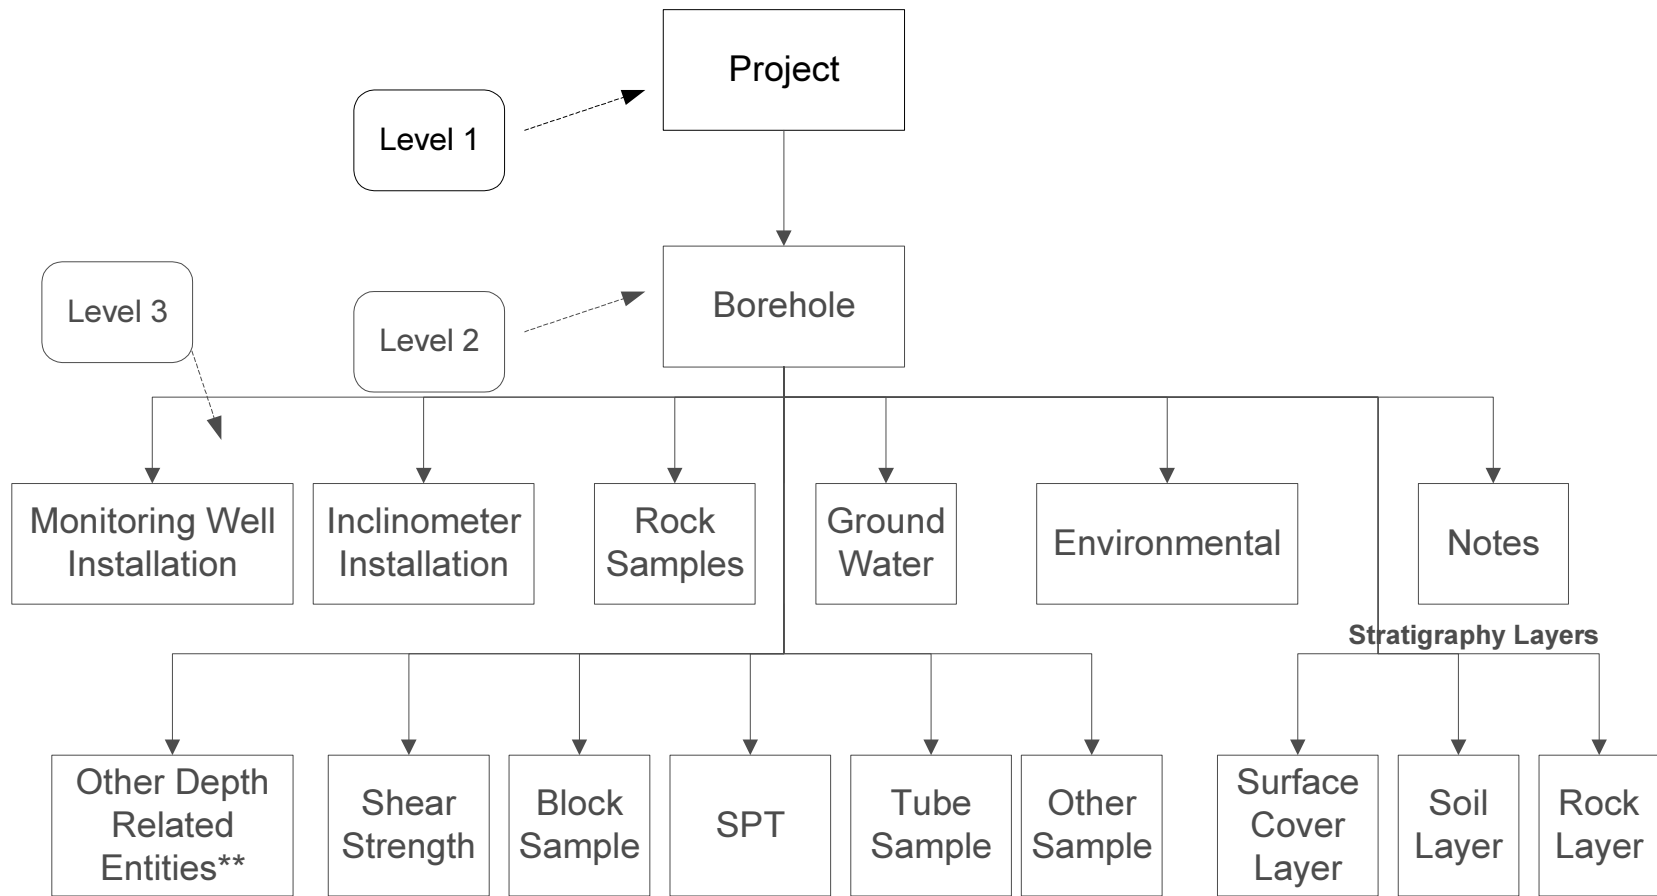 Project
Level 1
Level 3
Borehole
Level 2
Monitoring Well
Installation
Inclinometer
Installation
Rock
Samples
Ground
Water
Environmental
Notes
Stratigraphy Layers
Other Depth
Related
Entities**
Shear
Strength
Block
Sample
SPT
Tube
Sample
Other
Sample
Surface
Cover
Layer
Soil
Layer
Rock
Layer